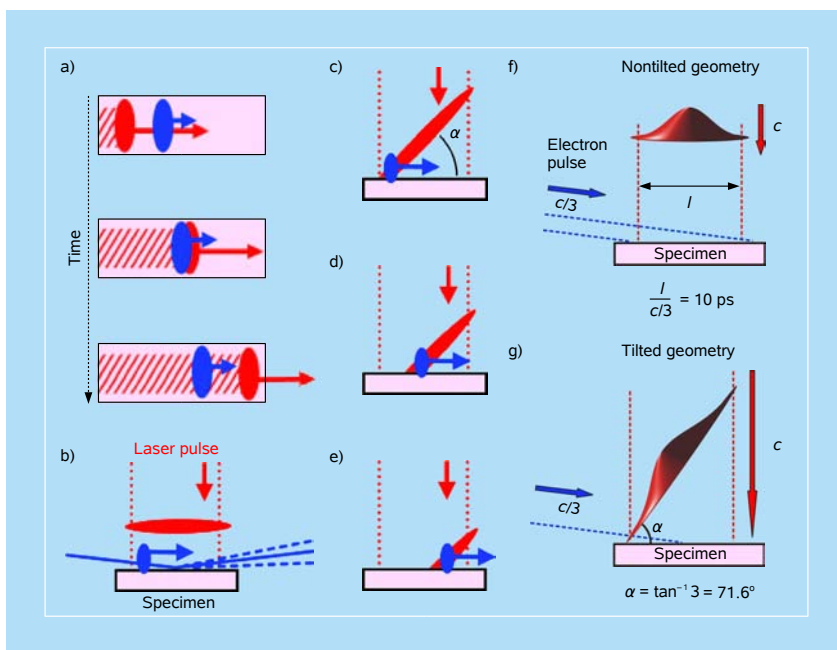 a)
Time
b)
Laser pulse
Specimen
c)
α
d)
e)
f)
Nontilted geometry
c
Electron
pulse
c/3
l
Specimen
l
c/3 = 10 ps
g)
Tilted geometry
c
c/3
α
Specimen
α = tan⁻¹ 3 = 71.6°